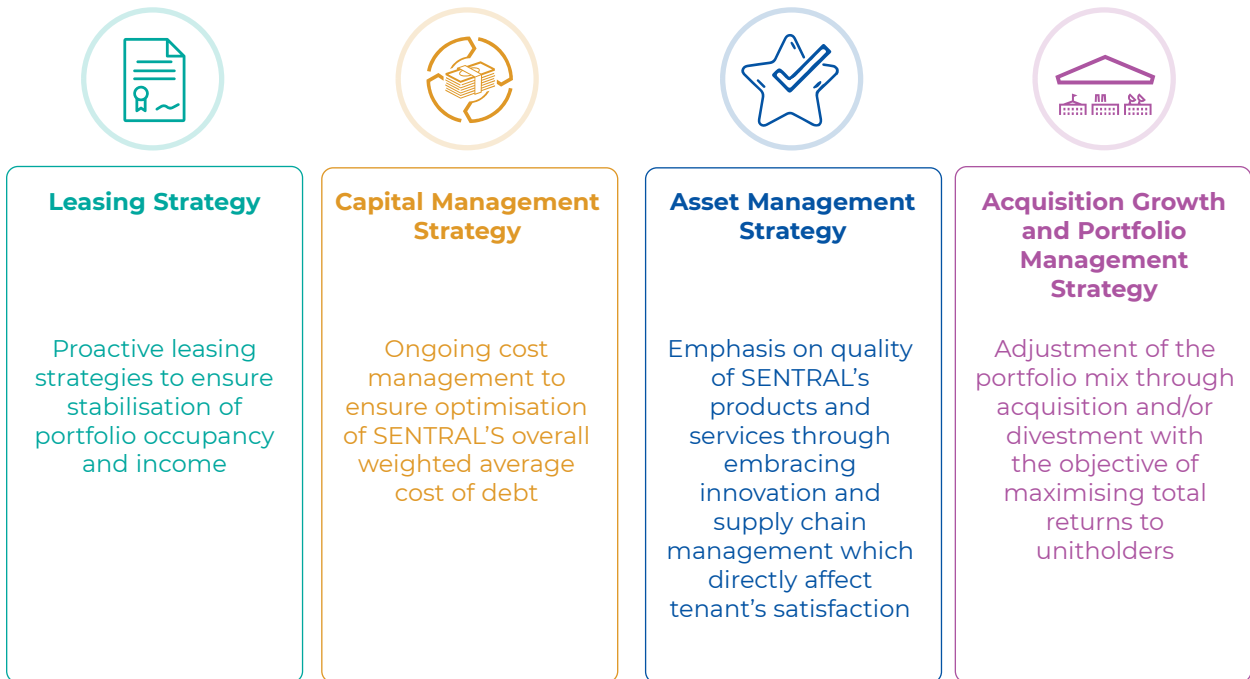 Leasing Strategy
Proactive leasing
strategies to ensure
stabilisation of
portfolio occupancy
and income
Capital Management
Strategy
Ongoing cost
management to
ensure optimisation
of SENTRAL'S overall
weighted average
cost of debt
Asset Management
Strategy
Emphasis on quality
of SENTRAL’s
products and
services through
embracing
innovation and
supply chain
management which
directly affect
tenant’s satisfaction
Acquisition Growth
and Portfolio
Management
Strategy
Adjustment of the
portfolio mix through
acquisition and/or
divestment with
the objective of
maximising total
returns to
unitholders